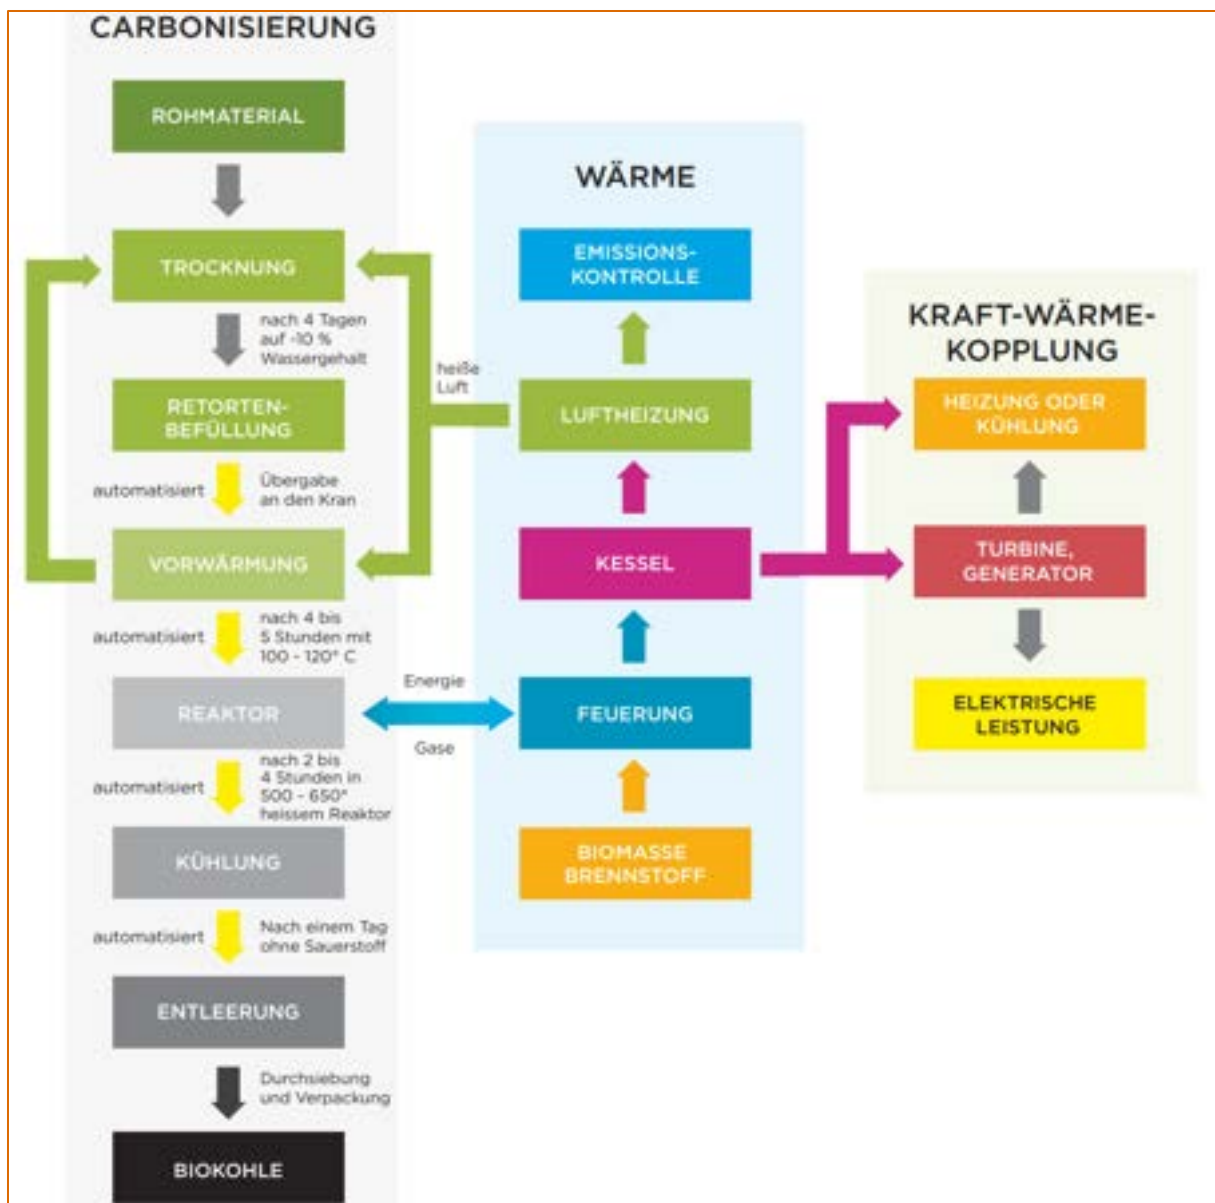 CARBONISIERUNG
ROHMATERIAL
TROCKNUNG
nach 4 Tagen
auf -10 %
Wassergehalt
RETORTEN-
BEFÜLLUNG
automatisiert
Übergabe
an den Kran
VORWÄRMUNG
automatisiert
nach 4 bis
5 Stunden mit
100 - 120° C
REAKTOR
automatisiert
nach 2 bis
4 Stunden in
500 - 650°
heissem Reaktor
KÜHLUNG
automatisiert
Nach einem Tag
ohne Sauerstoff
ENTLEERUNG
Durchsiebung
und Verpackung
BIOKOHLE
heiße
Luft
Energie
Gase
WÄRME
EMISSIONS-
KONTROLLE
LUFTHEIZUNG
KESSEL
FEUERUNG
BIOMASSE
BRENNSTOFF
KRAFT-WÄRME-
KOPPLUNG
HEIZUNG ODER
KÜHLUNG
TURBINE,
GENERATOR
ELEKTRISCHE
LEISTUNG